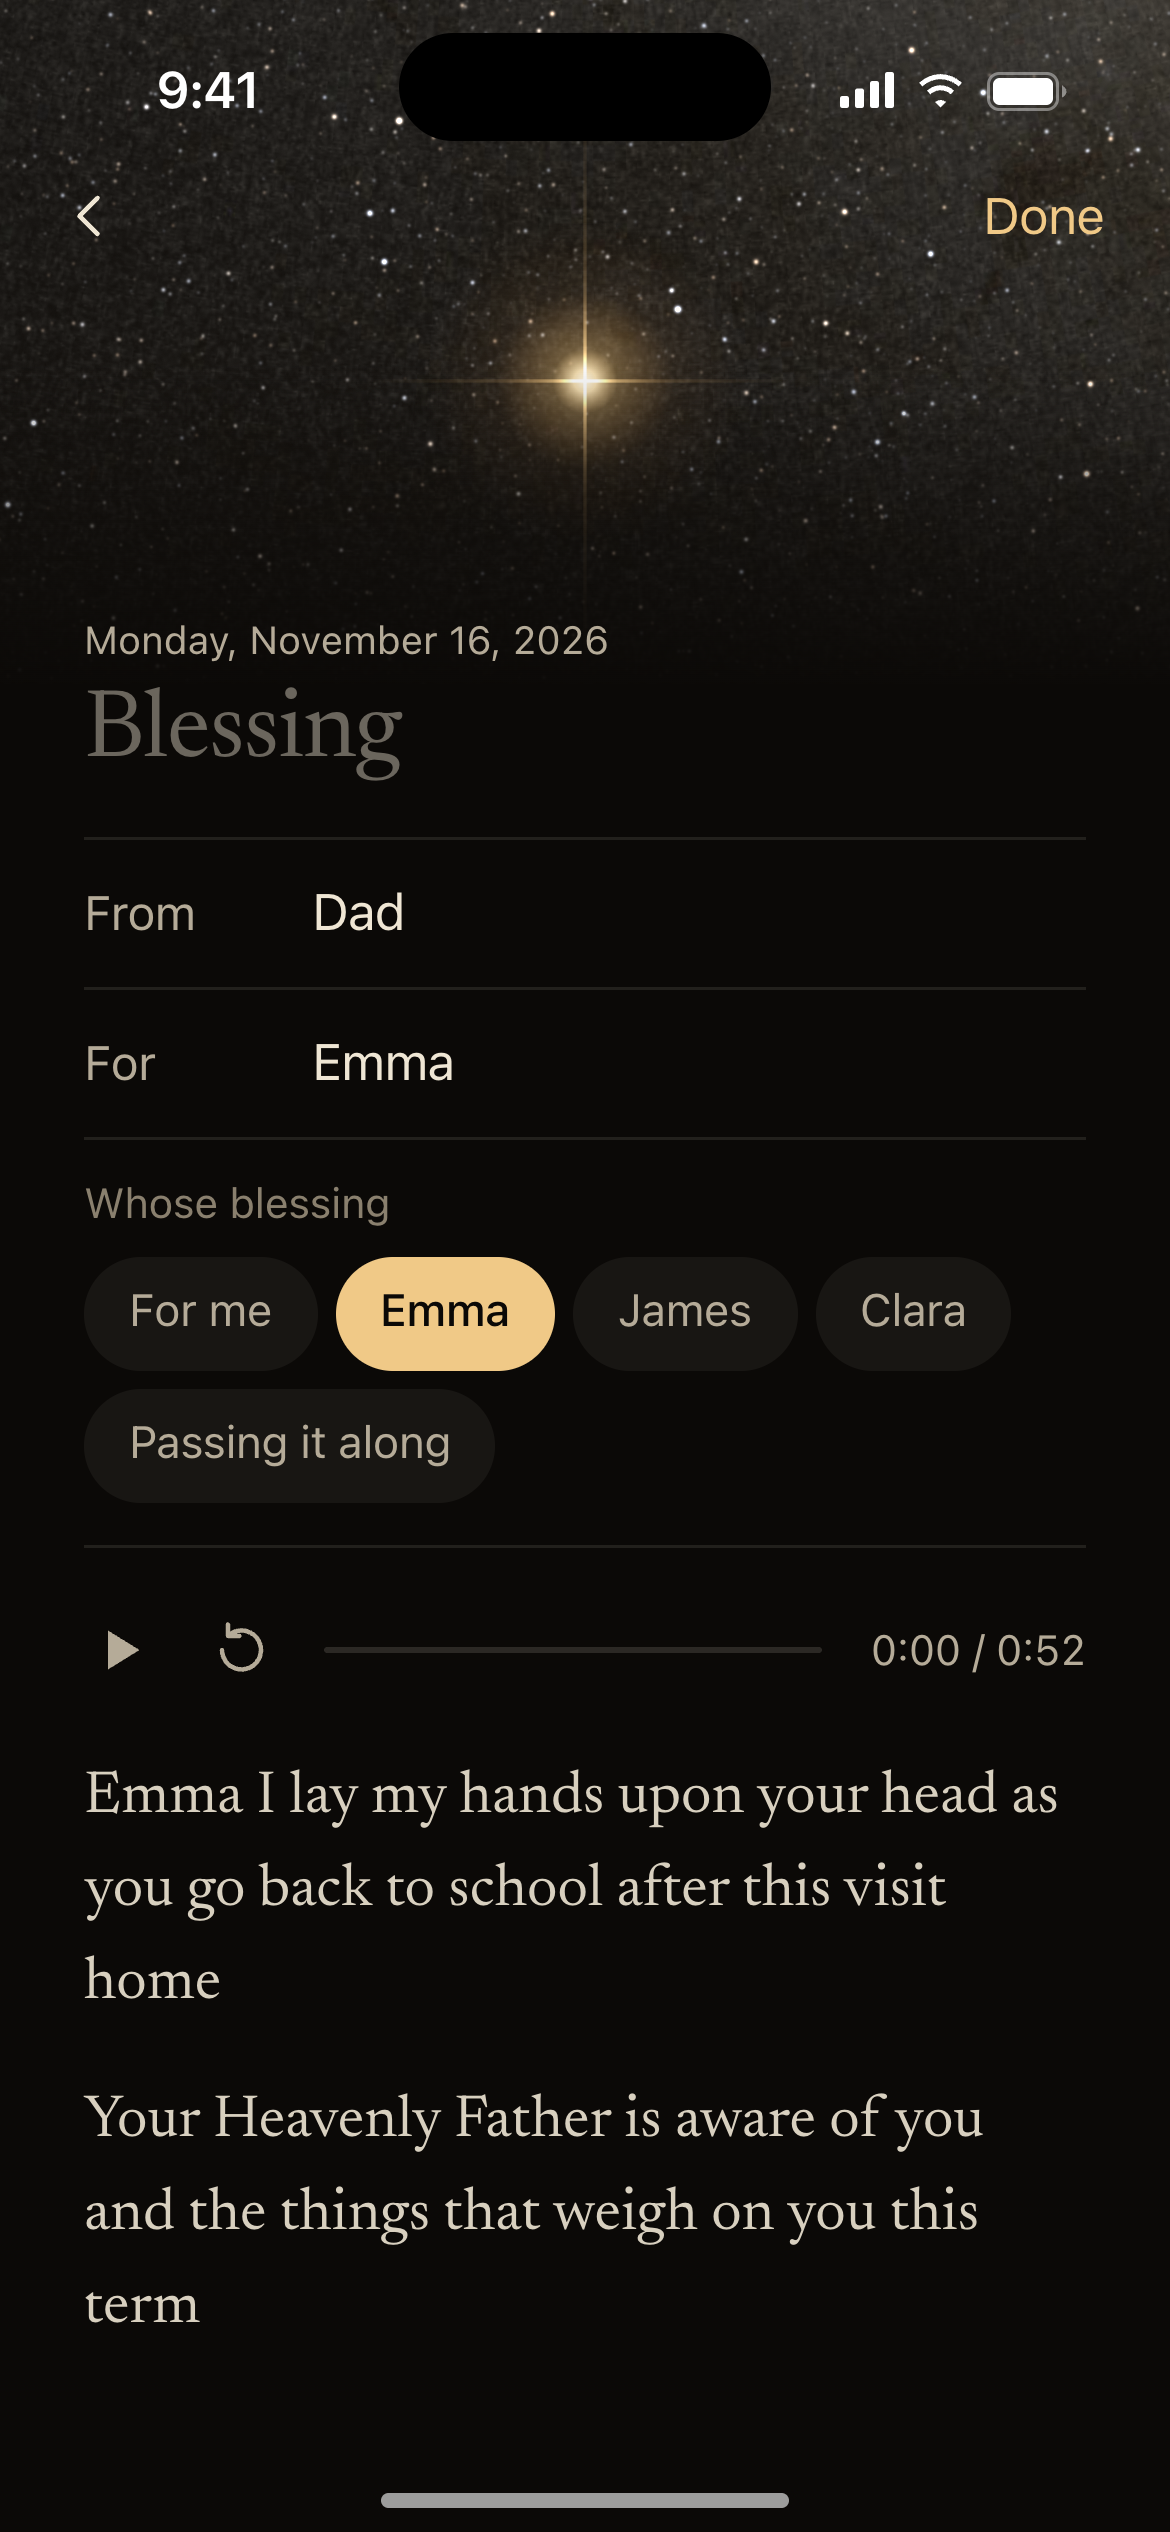 9:41
Done
Monday, November 16, 2026
Blessing
From Dad
For Emma
Whose blessing
For me Emma James Clara
Passing it along
0:00 / 0:52
Emma I lay my hands upon your head as
you go back to school after this visit
home
Your Heavenly Father is aware of you
and the things that weigh on you this
term